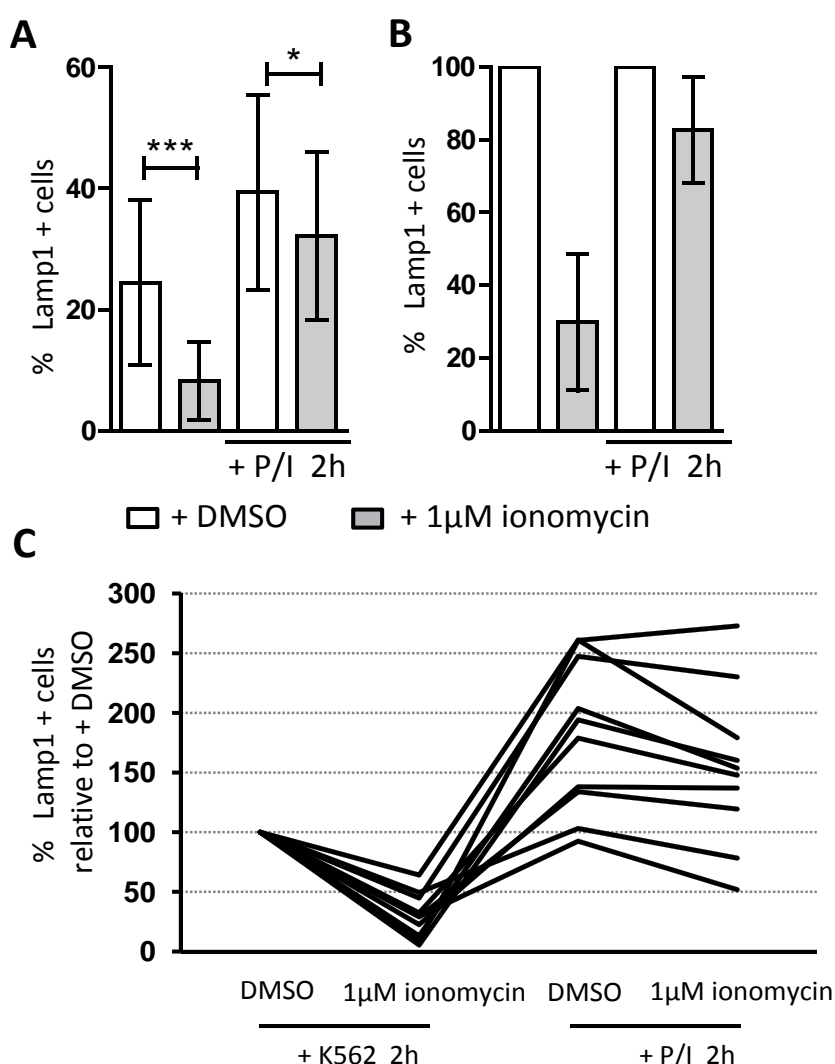 A
% Lamp1 + cells
60
40
20
0
***
*
+ P/I 2h
B
% Lamp1 + cells
100
80
60
40
20
0
+ P/I 2h
+ DMSO
+ 1μM ionomycin
C
% Lamp1 + cells
relative to + DMSO
300
250
200
150
100
50
0
DMSO 1μM ionomycin DMSO 1μM ionomycin
+ K562 2h + P/I 2h